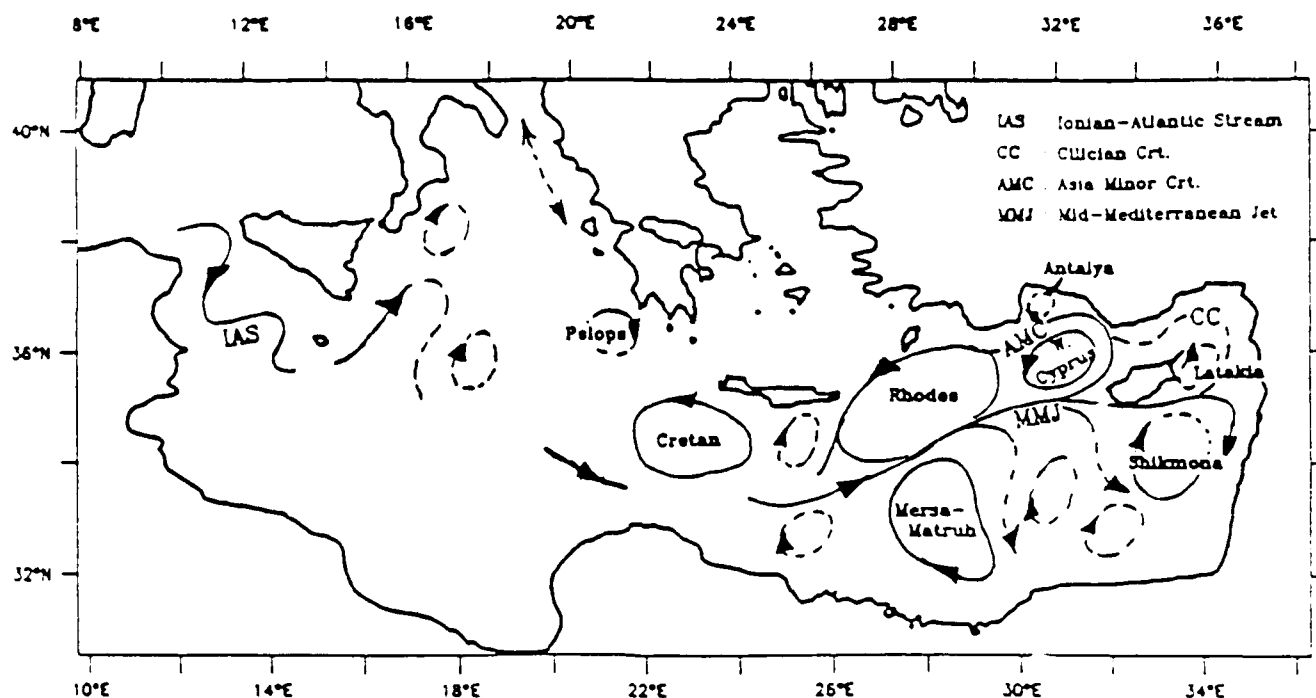 8°E 12°E 16°E 20°E 24°E 28°E 32°E 36°E
40°N
IAS Ionian-Atlantic Stream
CC Cilician Crt.
AMC Asia Minor Crt.
MMJ Mid-Mediterranean Jet
Antalya
IAS
Pelops
AMC
CC
36°N
W.
Cyprus
Latakia
Rhodes
MMJ
Cretan
Shikmona
Mersa-
Matruh
32°N
10°E 14°E 18°E 22°E 26°E 30°E 34°E